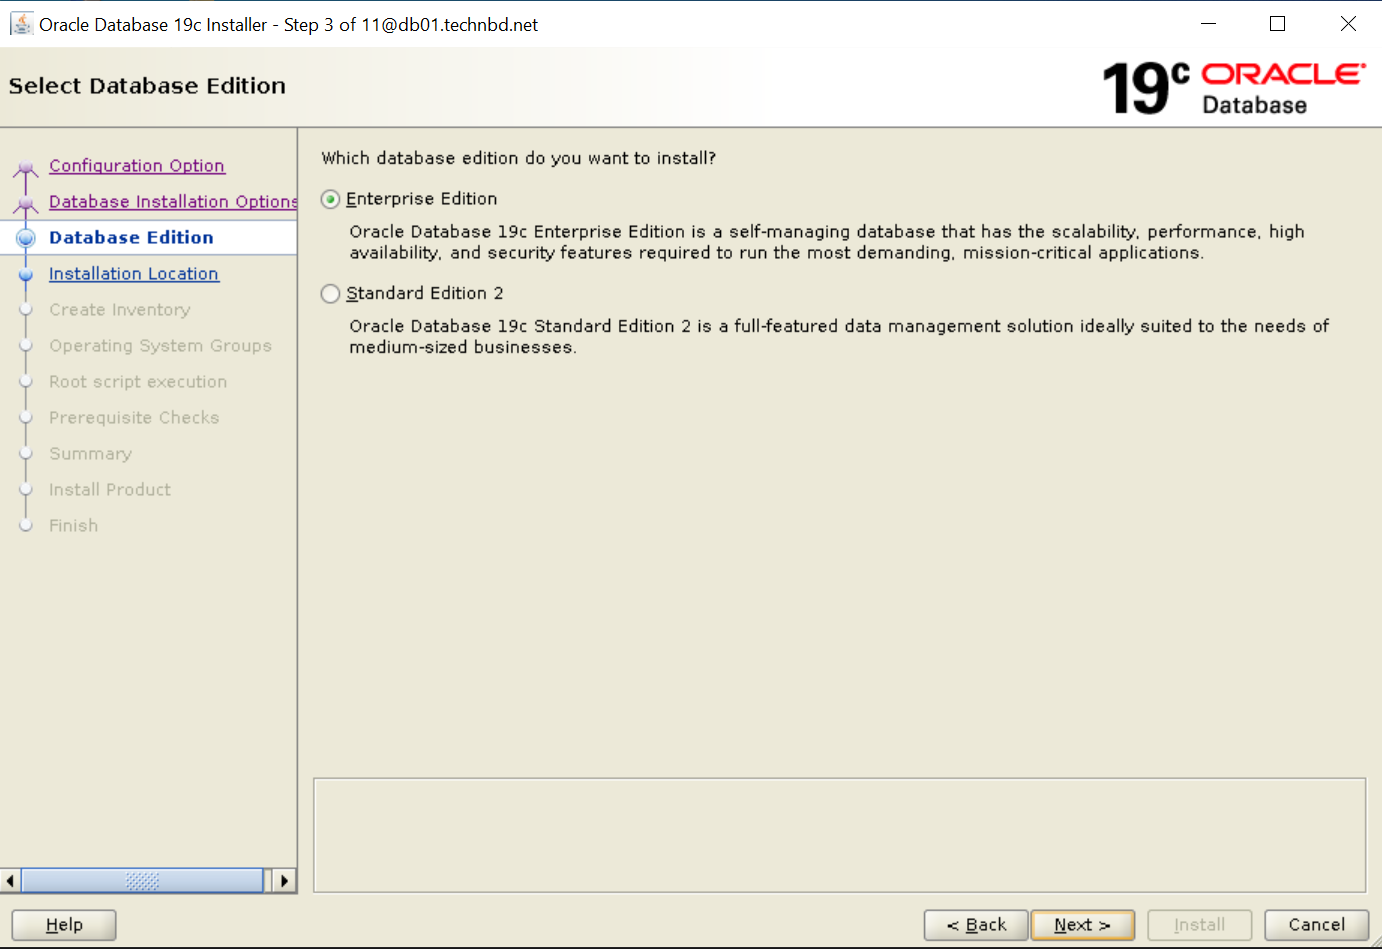 Oracle Database 19c Installer - Step 3 of 11@db01.technbd.net
Select Database Edition
19c ORACLE®
Database
Configuration Option
Database Installation Options
Database Edition
Installation Location
Create Inventory
Operating System Groups
Root script execution
Prerequisite Checks
Summary
Install Product
Finish
Which database edition do you want to install?
Enterprise Edition
Oracle Database 19c Enterprise Edition is a self-managing database that has the scalability, performance, high
availability, and security features required to run the most demanding, mission-critical applications.
Standard Edition 2
Oracle Database 19c Standard Edition 2 is a full-featured data management solution ideally suited to the needs of
medium-sized businesses.
Help
< Back
Next >
Install
Cancel